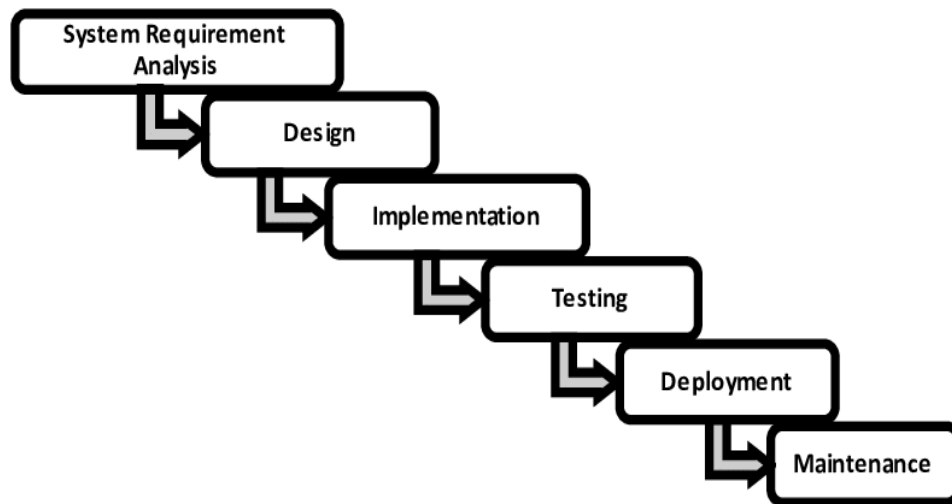 System Requirement
Analysis
Design
Implementation
Testing
Deployment
Maintenance